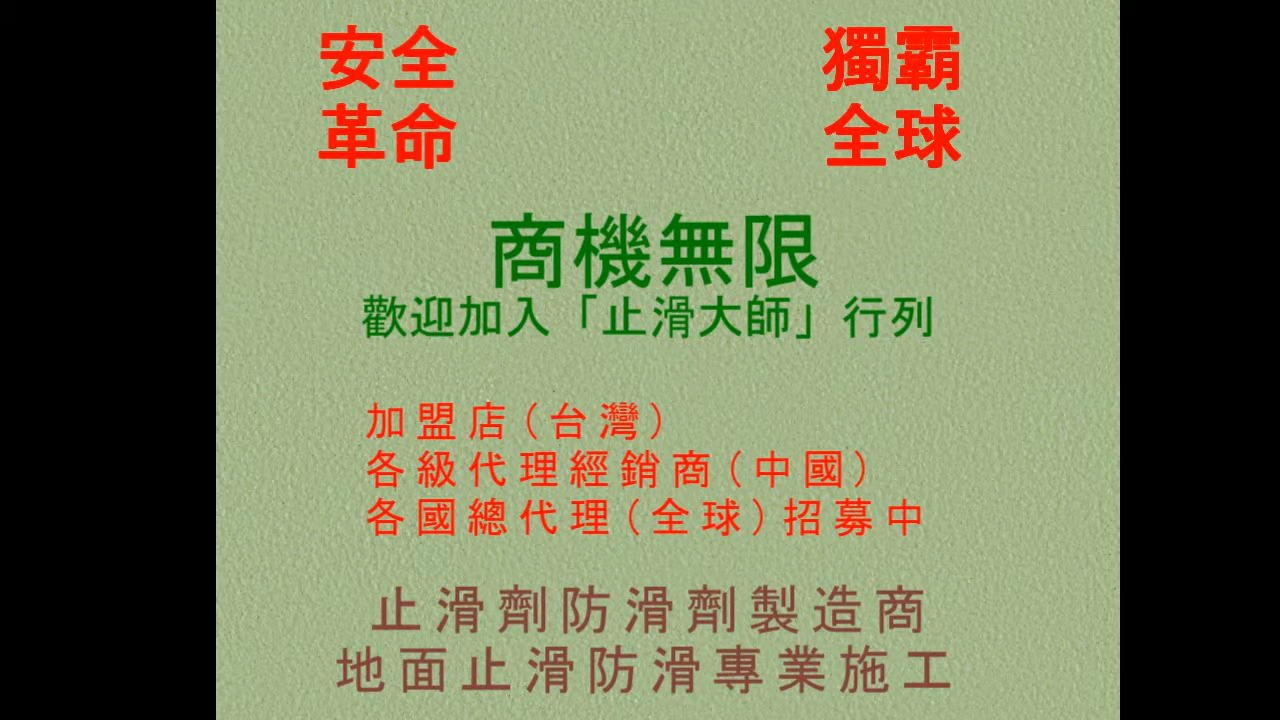 安全
革命
獨霸
全球
商機無限
歡迎加入「止滑大師」行列
加盟店(台灣)
各級代理經銷商(中國)
各國總代理(全球)招募中
止滑劑防滑劑製造商
地面止滑防滑專業施工